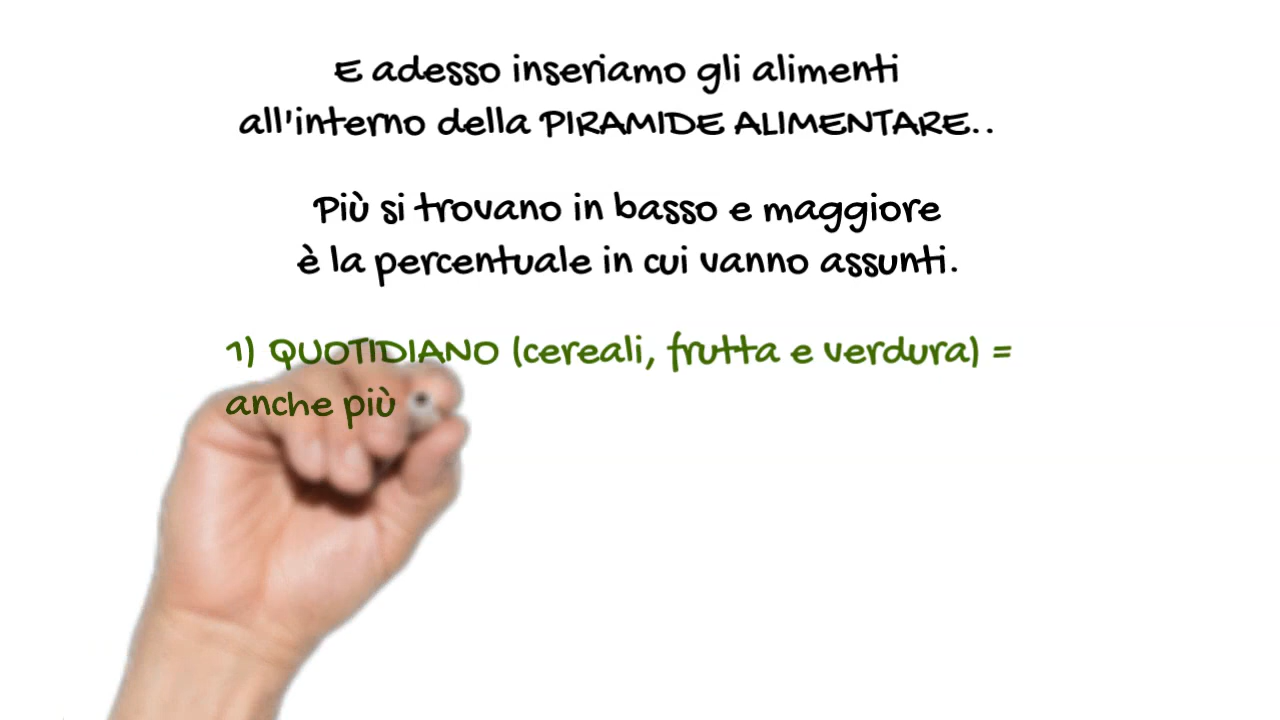 E adesso inseriamo gli alimenti
all'interno della PIRAMIDE ALIMENTARE..
Più si trovano in basso e maggiore
è la percentuale in cui vanno assunti.
1) QUOTIDIANO (cereali, frutta e verdura) =
anche più